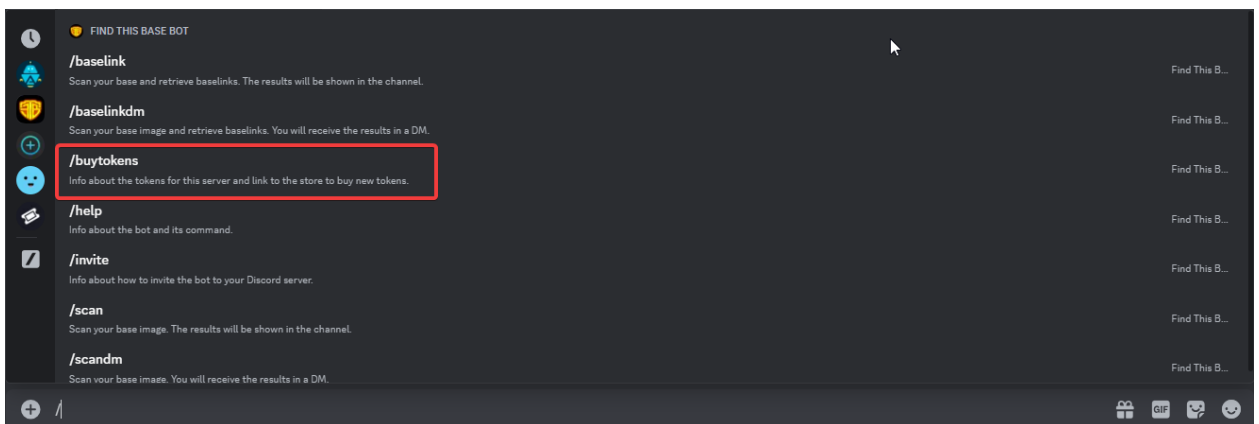 FIND THIS BASE BOT
/baselink
Scan your base and retrieve baselinks. The results will be shown in the channel.
Find This B...
/baselinkdm
Scan your base image and retrieve baselinks. You will receive the results in a DM.
Find This B...
/buytokens
Info about the tokens for this server and link to the store to buy new tokens.
Find This B...
/help
Info about the bot and its command.
Find This B...
/invite
Info about how to invite the bot to your Discord server.
Find This B...
/scan
Scan your base image. The results will be shown in the channel.
Find This B...
/scandm
Scan your base image. You will receive the results in a DM.
Find This B...
/
GIF